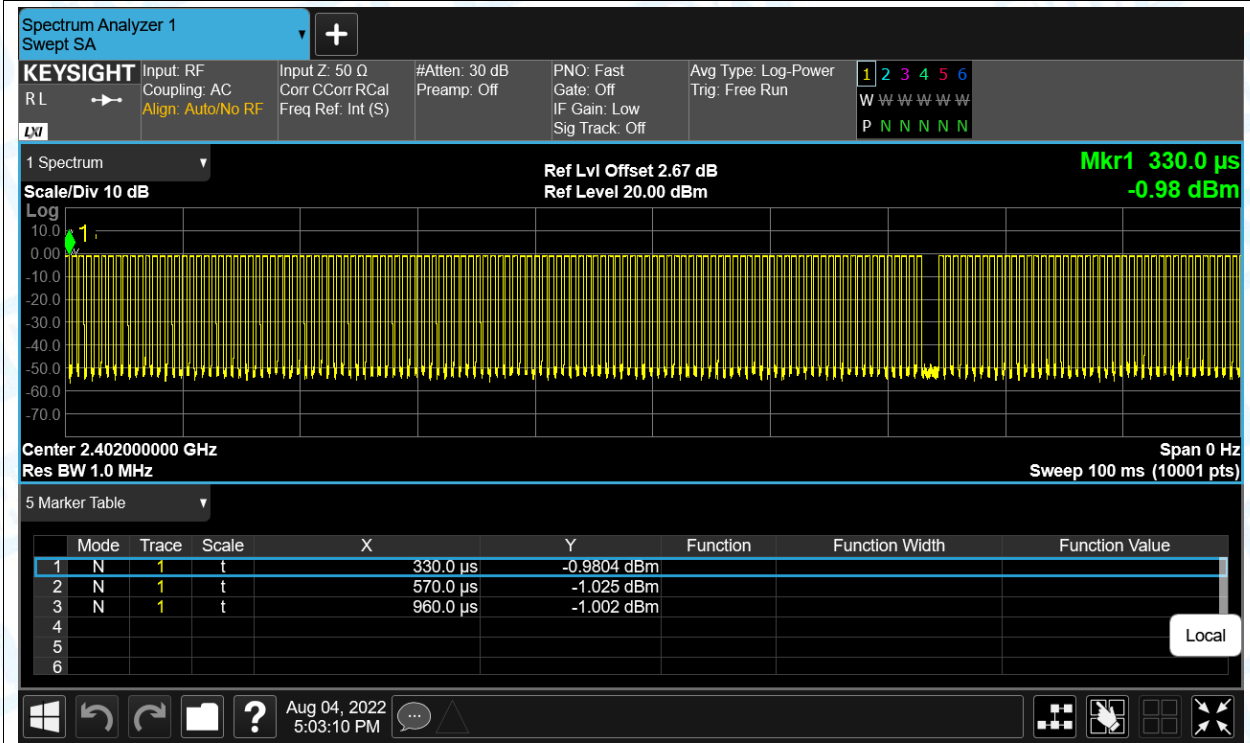 Spectrum Analyzer 1
Swept SA
+
KEYSIGHT
R L
LXI
Input: RF
Coupling: AC
Align: Auto/No RF
Input Z: 50 Ω
Corr CCorr RCal
Freq Ref: Int (S)
#Atten: 30 dB
Preamp: Off
PNO: Fast
Gate: Off
IF Gain: Low
Sig Track: Off
Avg Type: Log-Power
Trig: Free Run
1 2 3 4 5 6
W W W W W W
P N N N N N
1 Spectrum
Scale/Div 10 dB
Ref Lvl Offset 2.67 dB
Ref Level 20.00 dBm
Mkr1 330.0 µs
-0.98 dBm
Log
10.0
0.00
-10.0
-20.0
-30.0
-40.0
-50.0
-60.0
-70.0
1
Center 2.402000000 GHz
Res BW 1.0 MHz
Span 0 Hz
Sweep 100 ms (10001 pts)
5 Marker Table
Mode Trace Scale X Y Function Function Width Function Value
1 N 1 t 330.0 µs -0.9804 dBm
2 N 1 t 570.0 µs -1.025 dBm
3 N 1 t 960.0 µs -1.002 dBm
4
5
6
Local
?
Aug 04, 2022
5:03:10 PM